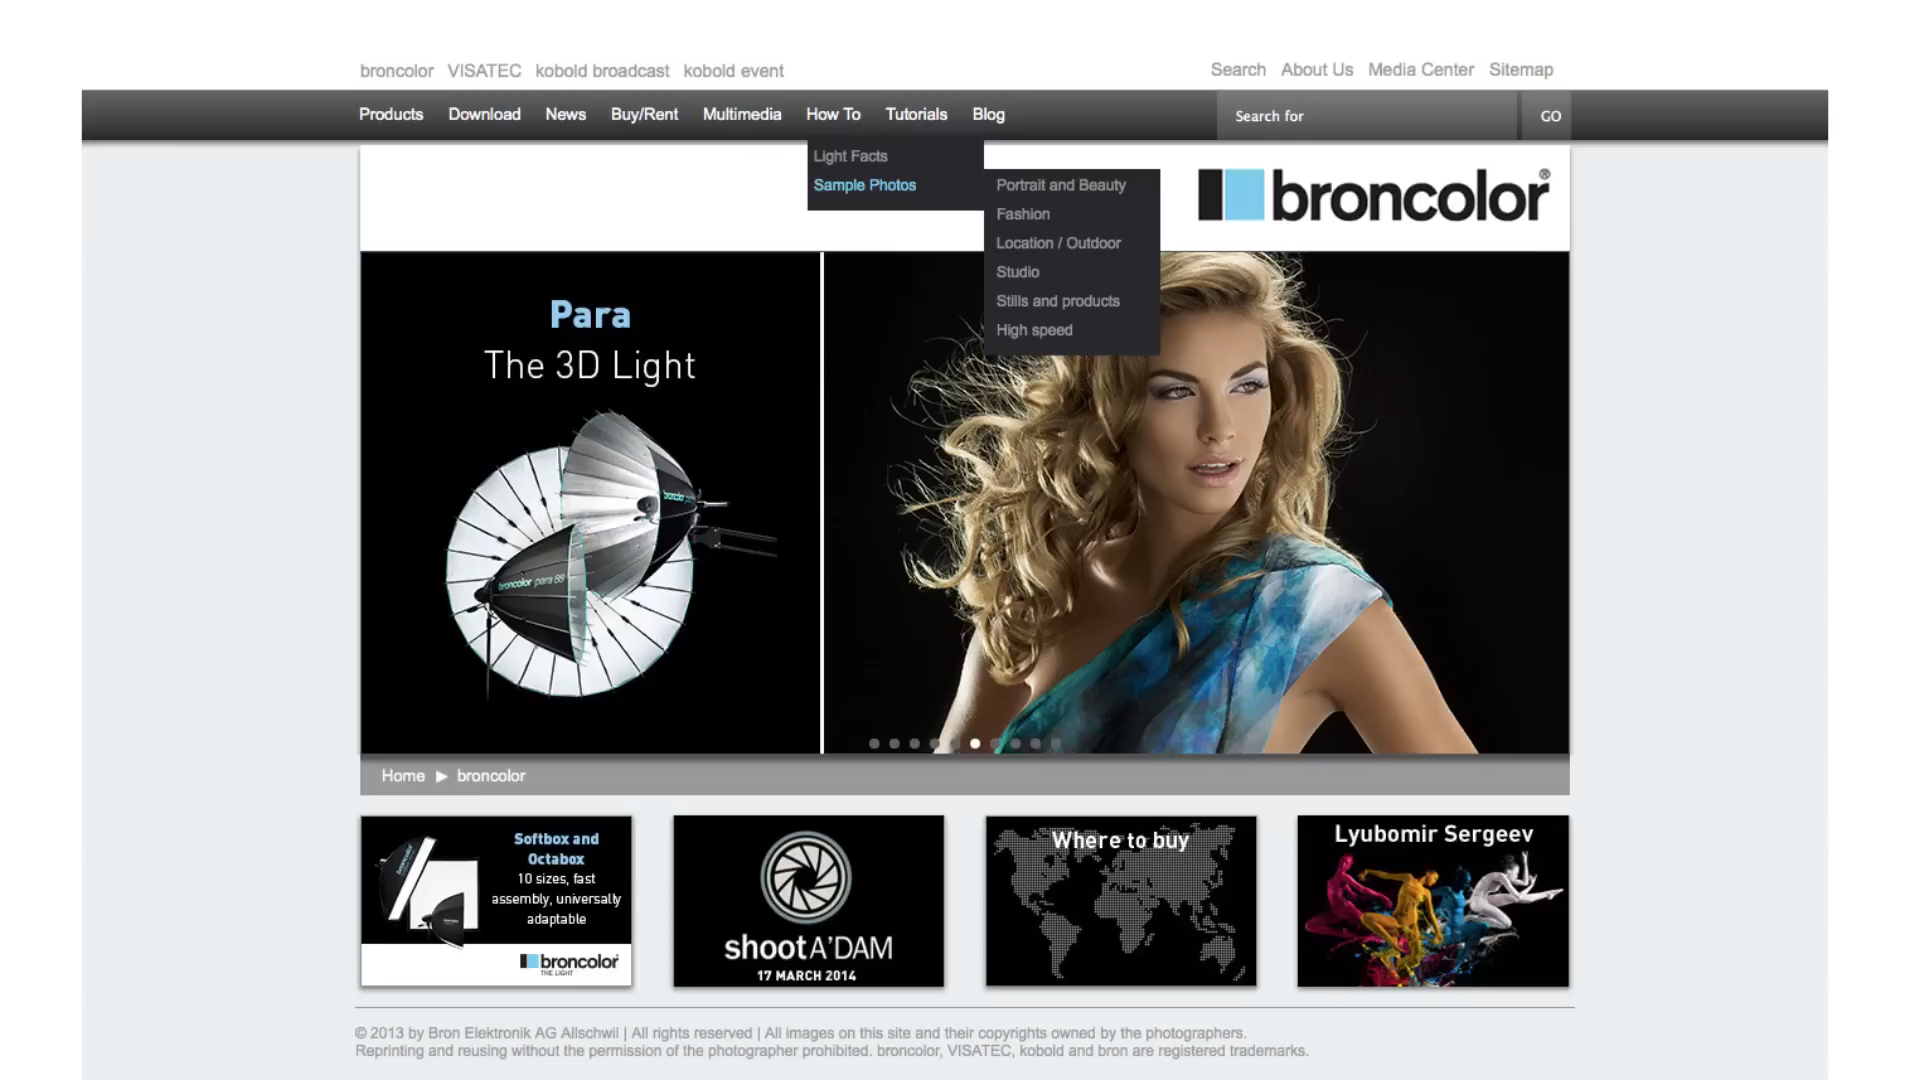 broncolor VISATEC kobold broadcast kobold event
Search About Us Media Center Sitemap
Products Download News Buy/Rent Multimedia How To Tutorials Blog
Search for GO
Light Facts
Sample Photos
Portrait and Beauty
Fashion
Location / Outdoor
Studio
Stills and products
High speed
broncolor®
Para
The 3D Light
broncolor para 88
Home ▶ broncolor
Softbox and
Octabox
10 sizes, fast
assembly, universally
adaptable
broncolor
THE LIGHT
shootA'DAM
17 MARCH 2014
Where to buy
Lyubomir Sergeev
© 2013 by Bron Elektronik AG Allschwil | All rights reserved | All images on this site and their copyrights owned by the photographers.
Reprinting and reusing without the permission of the photographer prohibited. broncolor, VISATEC, kobold and bron are registered trademarks.